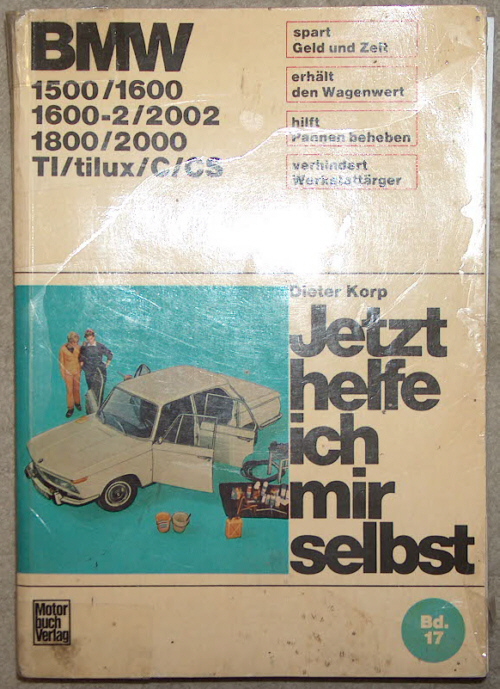 BMW
1500/1600
1600-2/2002
1800/2000
TI/tilux/C/CS
spart
Geld und Zeit
erhält
den Wagenwert
hilft
Pannen beheben
verhindert
Werkstattärger
Dieter Korp
Jetzt
helfe
ich
mir
selbst
Motor
buch
Verlag
Bd.
17